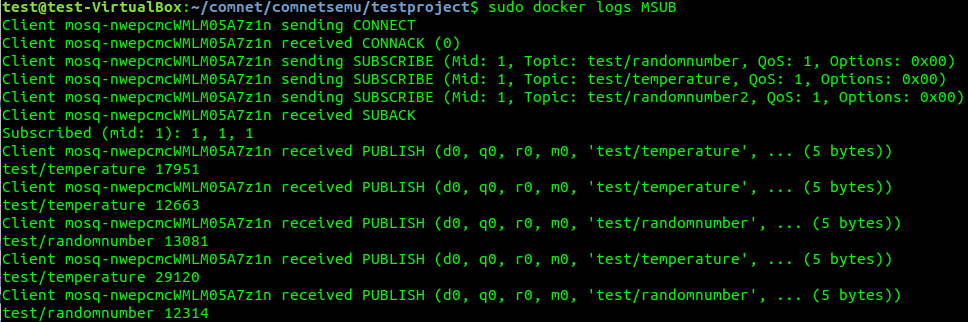 test@test-VirtualBox:~/comnet/comnetsemu/testproject$ sudo docker logs MSUB
Client mosq-nwepcmcWMLM05A7z1n sending CONNECT
Client mosq-nwepcmcWMLM05A7z1n received CONNACK (0)
Client mosq-nwepcmcWMLM05A7z1n sending SUBSCRIBE (Mid: 1, Topic: test/randomnumber, QoS: 1, Options: 0x00)
Client mosq-nwepcmcWMLM05A7z1n sending SUBSCRIBE (Mid: 1, Topic: test/temperature, QoS: 1, Options: 0x00)
Client mosq-nwepcmcWMLM05A7z1n sending SUBSCRIBE (Mid: 1, Topic: test/randomnumber2, QoS: 1, Options: 0x00)
Client mosq-nwepcmcWMLM05A7z1n received SUBACK
Subscribed (mid: 1): 1, 1, 1
Client mosq-nwepcmcWMLM05A7z1n received PUBLISH (d0, q0, r0, m0, 'test/temperature', ... (5 bytes))
test/temperature 17951
Client mosq-nwepcmcWMLM05A7z1n received PUBLISH (d0, q0, r0, m0, 'test/temperature', ... (5 bytes))
test/temperature 12663
Client mosq-nwepcmcWMLM05A7z1n received PUBLISH (d0, q0, r0, m0, 'test/randomnumber', ... (5 bytes))
test/randomnumber 13081
Client mosq-nwepcmcWMLM05A7z1n received PUBLISH (d0, q0, r0, m0, 'test/temperature', ... (5 bytes))
test/temperature 29120
Client mosq-nwepcmcWMLM05A7z1n received PUBLISH (d0, q0, r0, m0, 'test/randomnumber', ... (5 bytes))
test/randomnumber 12314